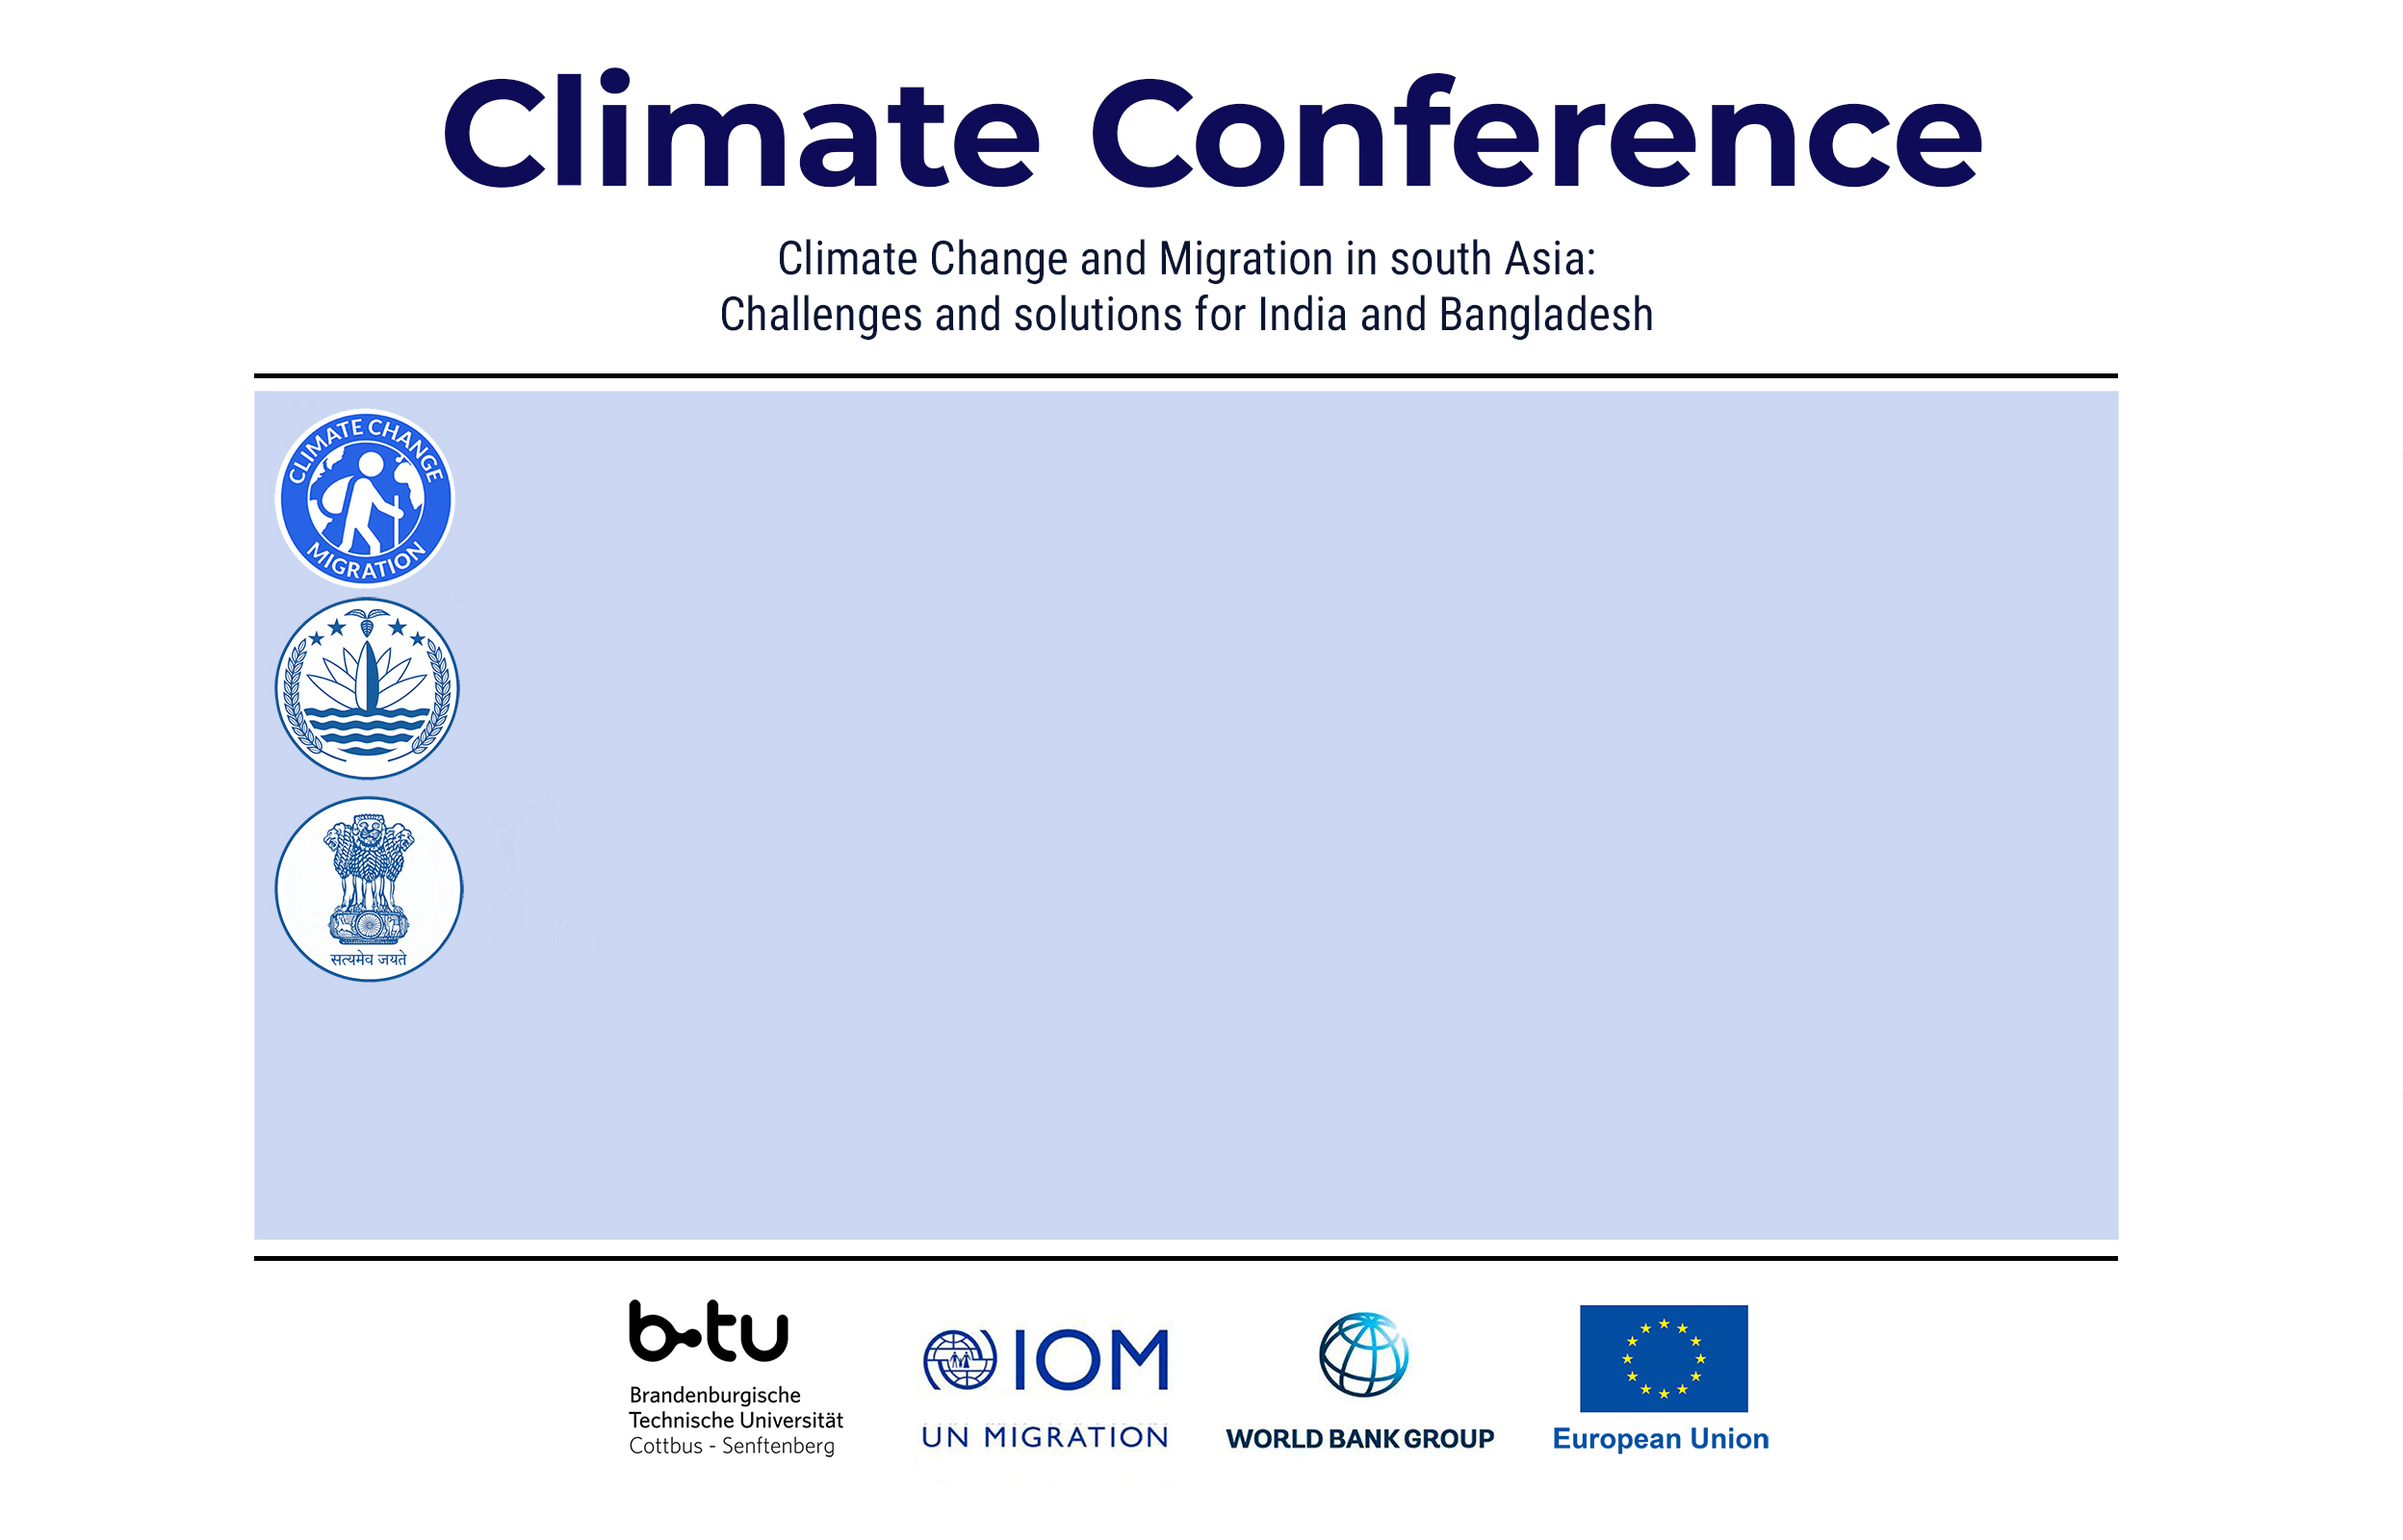 Climate Conference
Climate Change and Migration in south Asia:
Challenges and solutions for India and Bangladesh
CLIMATE CHANGE
MIGRATION
सत्यमेव जयते
b-tu
Brandenburgische
Technische Universität
Cottbus - Senftenberg
IOM
UN MIGRATION
WORLD BANK GROUP
European Union